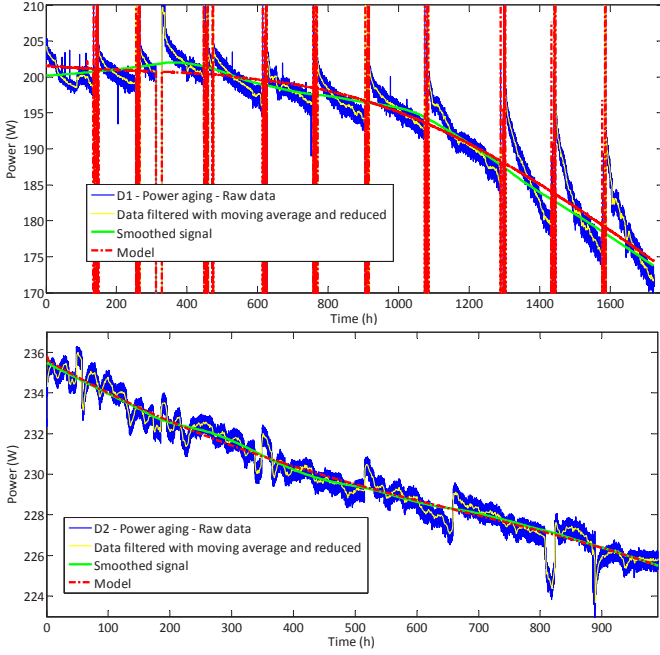 210
205
200
195
190
185
180
175
170
Power (W)
D1 - Power aging - Raw data
Data filtered with moving average and reduced
Smoothed signal
Model
0 200 400 600 800 1000 1200 1400 1600
Time (h)
236
234
232
230
228
226
224
Power (W)
D2 - Power aging - Raw data
Data filtered with moving average and reduced
Smoothed signal
Model
0 100 200 300 400 500 600 700 800 900
Time (h)